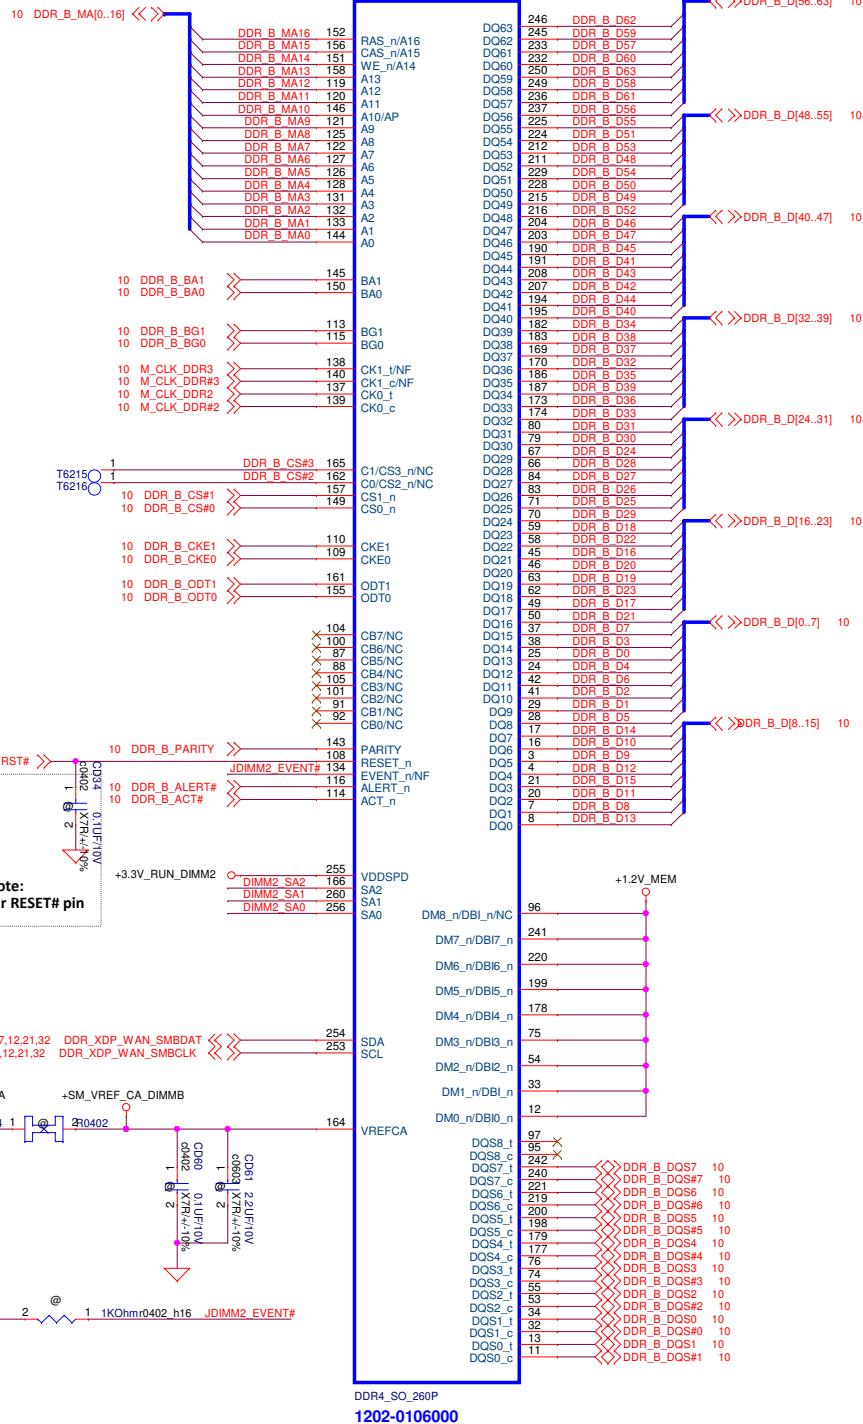 10 DDR_B_MA[0..16]
DDR_B_MA16 152 RAS_n/A16
DDR_B_MA15 156 CAS_n/A15
DDR_B_MA14 151 WE_n/A14
DDR_B_MA13 158 A13
DDR_B_MA12 119 A12
DDR_B_MA11 120 A11
DDR_B_MA10 146 A10/AP
DDR_B_MA9 121 A9
DDR_B_MA8 125 A8
DDR_B_MA7 122 A7
DDR_B_MA6 127 A6
DDR_B_MA5 126 A5
DDR_B_MA4 128 A4
DDR_B_MA3 131 A3
DDR_B_MA2 132 A2
DDR_B_MA1 133 A1
DDR_B_MA0 144 A0
10 DDR_B_BA1 145 BA1
10 DDR_B_BA0 150 BA0
10 DDR_B_BG1 113 BG1
10 DDR_B_BG0 115 BG0
10 M_CLK_DDR3 138 CK1_t/NF
10 M_CLK_DDR#3 140 CK1_c/NF
10 M_CLK_DDR2 137 CK0_t
10 M_CLK_DDR#2 139 CK0_c
T6215 1 DDR_B_CS#3 165 C1/CS3_n/NC
T6216 1 DDR_B_CS#2 162 C0/CS2_n/NC
10 DDR_B_CS#1 157 CS1_n
10 DDR_B_CS#0 149 CS0_n
10 DDR_B_CKE1 110 CKE1
10 DDR_B_CKE0 109 CKE0
10 DDR_B_ODT1 161 ODT1
10 DDR_B_ODT0 155 ODT0
104 CB7/NC
100 CB6/NC
87 CB5/NC
88 CB4/NC
105 CB3/NC
101 CB2/NC
91 CB1/NC
92 CB0/NC
10 DDR_B_PARITY 143 PARITY
RST# 108 RESET_n
JDIMM2_EVENT# 134 EVENT_n/NF
10 DDR_B_ALERT# 116 ALERT_n
10 DDR_B_ACT# 114 ACT_n
CD34
c0402
1
@
2
0.1UF/10V
X7R/+/-10%
ote:
r RESET# pin
+3.3V_RUN_DIMM2 255 VDDSPD
DIMM2_SA2 166 SA2
DIMM2_SA1 260 SA1
DIMM2_SA0 256 SA0
7,12,21,32 DDR_XDP_WAN_SMBDAT 254 SDA
,12,21,32 DDR_XDP_WAN_SMBCLK 253 SCL
A
+SM_VREF_CA_DIMMB
1 @ 2 R0402
164 VREFCA
CD60
c0402
1
@
2
0.1UF/10V
X7R/+/-10%
CD61
c0603
1
@
2
2.2UF/10V
X7R/+/-10%
@
2 1 1KOhm r0402_h16 JDIMM2_EVENT#
DDR_B_D[56..63] 10
DQ63 246 DDR_B_D62
DQ62 245 DDR_B_D59
DQ61 233 DDR_B_D57
DQ60 232 DDR_B_D60
DQ59 250 DDR_B_D63
DQ58 249 DDR_B_D58
DQ57 236 DDR_B_D61
DQ56 237 DDR_B_D56
DDR_B_D[48..55] 10
DQ55 225 DDR_B_D55
DQ54 224 DDR_B_D51
DQ53 212 DDR_B_D53
DQ52 211 DDR_B_D48
DQ51 229 DDR_B_D54
DQ50 228 DDR_B_D50
DQ49 215 DDR_B_D49
DQ48 216 DDR_B_D52
DDR_B_D[40..47] 10
DQ47 204 DDR_B_D46
DQ46 203 DDR_B_D47
DQ45 190 DDR_B_D45
DQ44 191 DDR_B_D41
DQ43 208 DDR_B_D43
DQ42 207 DDR_B_D42
DQ41 194 DDR_B_D44
DQ40 195 DDR_B_D40
DDR_B_D[32..39] 10
DQ39 182 DDR_B_D34
DQ38 183 DDR_B_D38
DQ37 169 DDR_B_D37
DQ36 170 DDR_B_D32
DQ35 186 DDR_B_D35
DQ34 187 DDR_B_D39
DQ33 173 DDR_B_D36
DQ32 174 DDR_B_D33
DDR_B_D[24..31] 10
DQ31 80 DDR_B_D31
DQ30 79 DDR_B_D30
DQ29 67 DDR_B_D24
DQ28 66 DDR_B_D28
DQ27 84 DDR_B_D27
DQ26 83 DDR_B_D26
DQ25 71 DDR_B_D25
DQ24 70 DDR_B_D29
DDR_B_D[16..23] 10
DQ23 59 DDR_B_D18
DQ22 58 DDR_B_D22
DQ21 45 DDR_B_D16
DQ20 46 DDR_B_D20
DQ19 63 DDR_B_D19
DQ18 62 DDR_B_D23
DQ17 49 DDR_B_D17
DQ16 50 DDR_B_D21
DDR_B_D[0..7] 10
DQ15 37 DDR_B_D7
DQ14 38 DDR_B_D3
DQ13 25 DDR_B_D0
DQ12 24 DDR_B_D4
DQ11 42 DDR_B_D6
DQ10 41 DDR_B_D2
DQ9 29 DDR_B_D1
DQ8 28 DDR_B_D5
DDR_B_D[8..15] 10
DQ7 17 DDR_B_D14
DQ6 16 DDR_B_D10
DQ5 3 DDR_B_D9
DQ4 4 DDR_B_D12
DQ3 21 DDR_B_D15
DQ2 20 DDR_B_D11
DQ1 7 DDR_B_D8
DQ0 8 DDR_B_D13
+1.2V_MEM
DM8_n/DBI_n/NC 96
DM7_n/DBI7_n 241
DM6_n/DBI6_n 220
DM5_n/DBI5_n 199
DM4_n/DBI4_n 178
DM3_n/DBI3_n 75
DM2_n/DBI2_n 54
DM1_n/DBI_n 33
DM0_n/DBI0_n 12
DQS8_t 97
DQS8_c 95
DQS7_t 242 DDR_B_DQS7 10
DQS7_c 240 DDR_B_DQS#7 10
DQS6_t 221 DDR_B_DQS6 10
DQS6_c 219 DDR_B_DQS#6 10
DQS5_t 200 DDR_B_DQS5 10
DQS5_c 198 DDR_B_DQS#5 10
DQS4_t 179 DDR_B_DQS4 10
DQS4_c 177 DDR_B_DQS#4 10
DQS3_t 76 DDR_B_DQS3 10
DQS3_c 74 DDR_B_DQS#3 10
DQS2_t 55 DDR_B_DQS2 10
DQS2_c 53 DDR_B_DQS#2 10
DQS1_t 34 DDR_B_DQS0 10
DQS1_c 32 DDR_B_DQS#0 10
DQS0_t 13 DDR_B_DQS1 10
DQS0_c 11 DDR_B_DQS#1 10
DDR4_SO_260P
1202-0106000